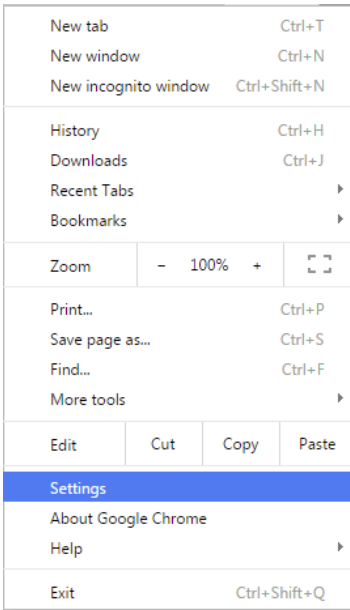 New tab Ctrl+T
New window Ctrl+N
New incognito window Ctrl+Shift+N
History Ctrl+H
Downloads Ctrl+J
Recent Tabs
Bookmarks
Zoom − 100% +
Print... Ctrl+P
Save page as... Ctrl+S
Find... Ctrl+F
More tools
Edit Cut Copy Paste
Settings
About Google Chrome
Help
Exit Ctrl+Shift+Q